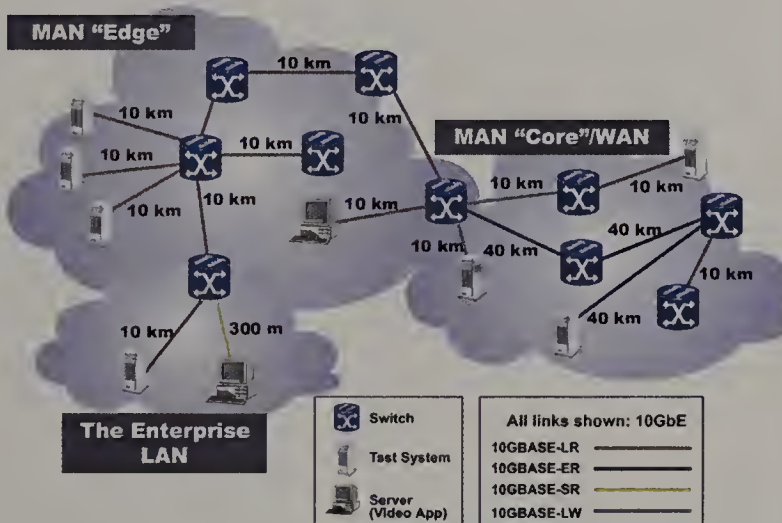 MAN "Edge"
10 km
10 km
10 km
MAN "Core"/WAN
10 km
10 km
10 km
10 km
10 km
10 km
10 km
10 km
10 km
40 km
40 km
10 km
10 km
300 m
40 km
The Enterprise
LAN
Switch
Test System
Server
(Video App)
All links shown: 10GbE
10GBASE-LR
10GBASE-ER
10GBASE-SR
10GBASE-LW